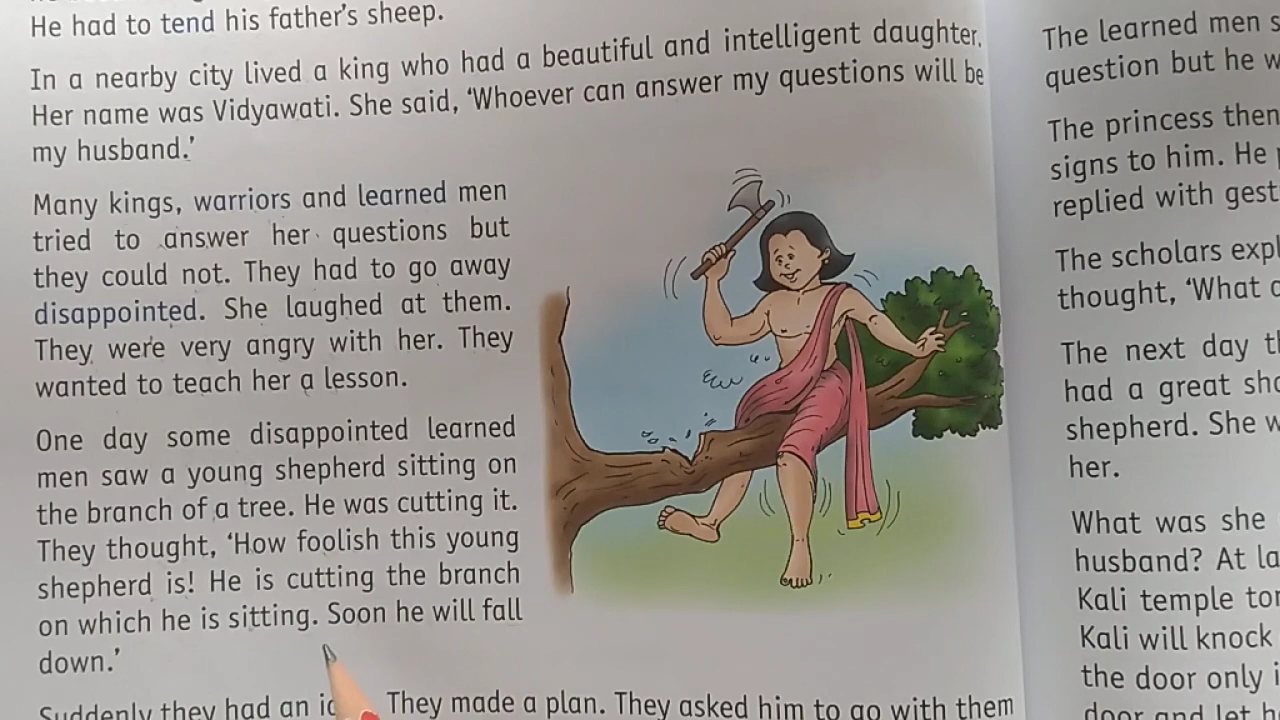 He had to tend his father's sheep.
In a nearby city lived a king who had a beautiful and intelligent daughter.
Her name was Vidyawati. She said, 'Whoever can answer my questions will be
my husband.'
Many kings, warriors and learned men
tried to answer her questions but
they could not. They had to go away
disappointed. She laughed at them.
They were very angry with her. They
wanted to teach her a lesson.
One day some disappointed learned
men saw a young shepherd sitting on
the branch of a tree. He was cutting it.
They thought, 'How foolish this young
shepherd is! He is cutting the branch
on which he is sitting. Soon he will fall
down.'
Suddenly they had an They made a plan. They asked him to go with them
The learned men
question but he
The princess then
signs to him. He
replied with
The scholars
thought, 'What
The next day
had a great
shepherd. She
her.
What was she
husband? At
Kali temple
Kali will knock
the door only
door and let